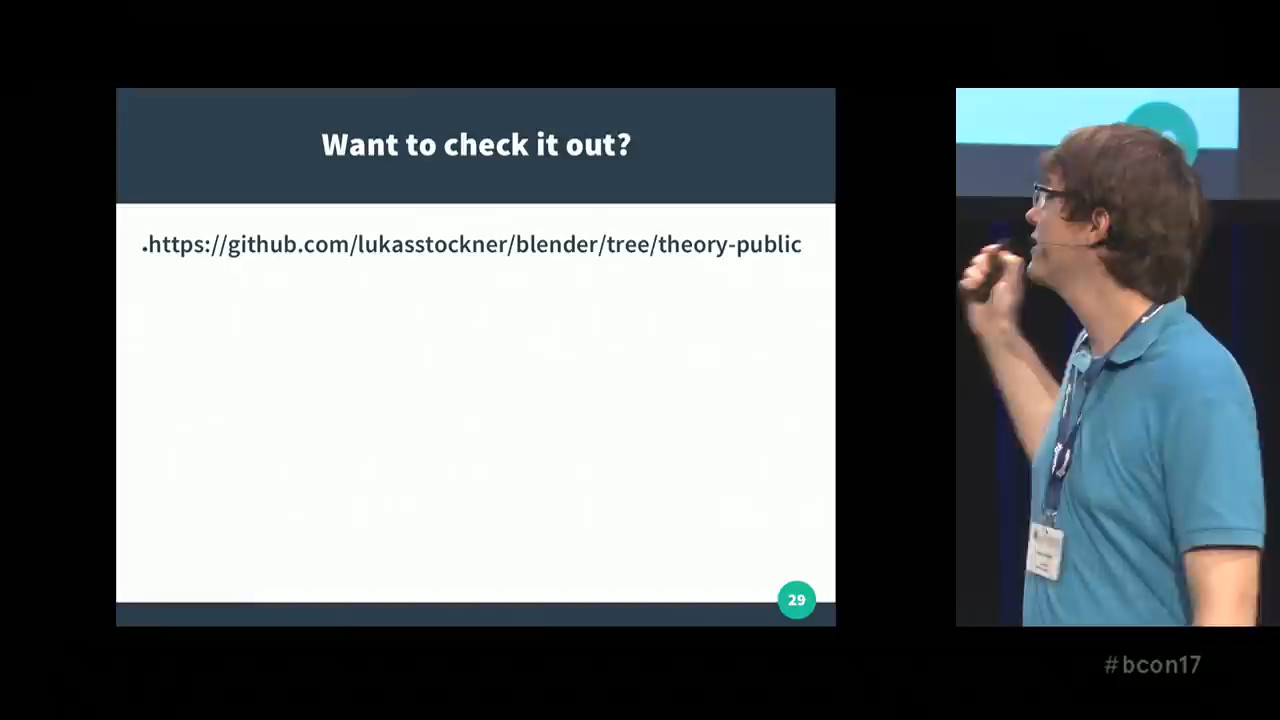 Want to check it out?
.https://github.com/lukasstockner/blender/tree/theory-public
29
#bcon17